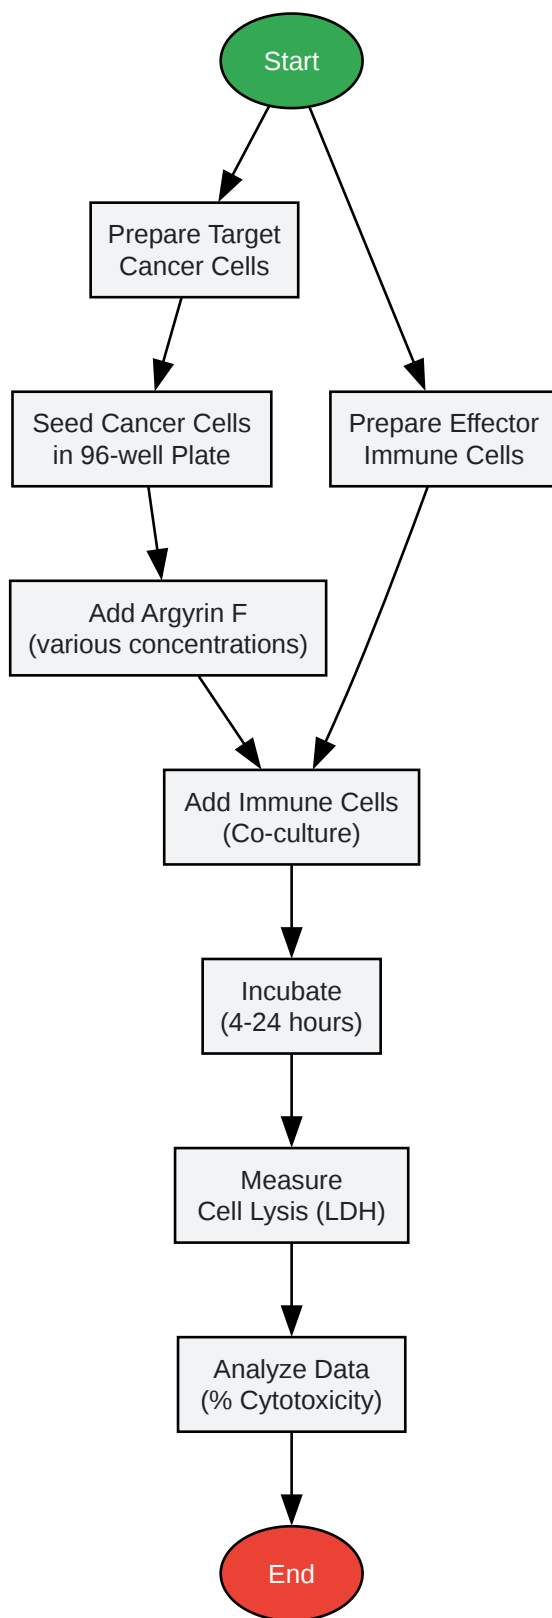 Start
Prepare Target
Cancer Cells
Seed Cancer Cells
in 96-well Plate
Prepare Effector
Immune Cells
Add Argyrin F
(various concentrations)
Add Immune Cells
(Co-culture)
Incubate
(4-24 hours)
Measure
Cell Lysis (LDH)
Analyze Data
(% Cytotoxicity)
End